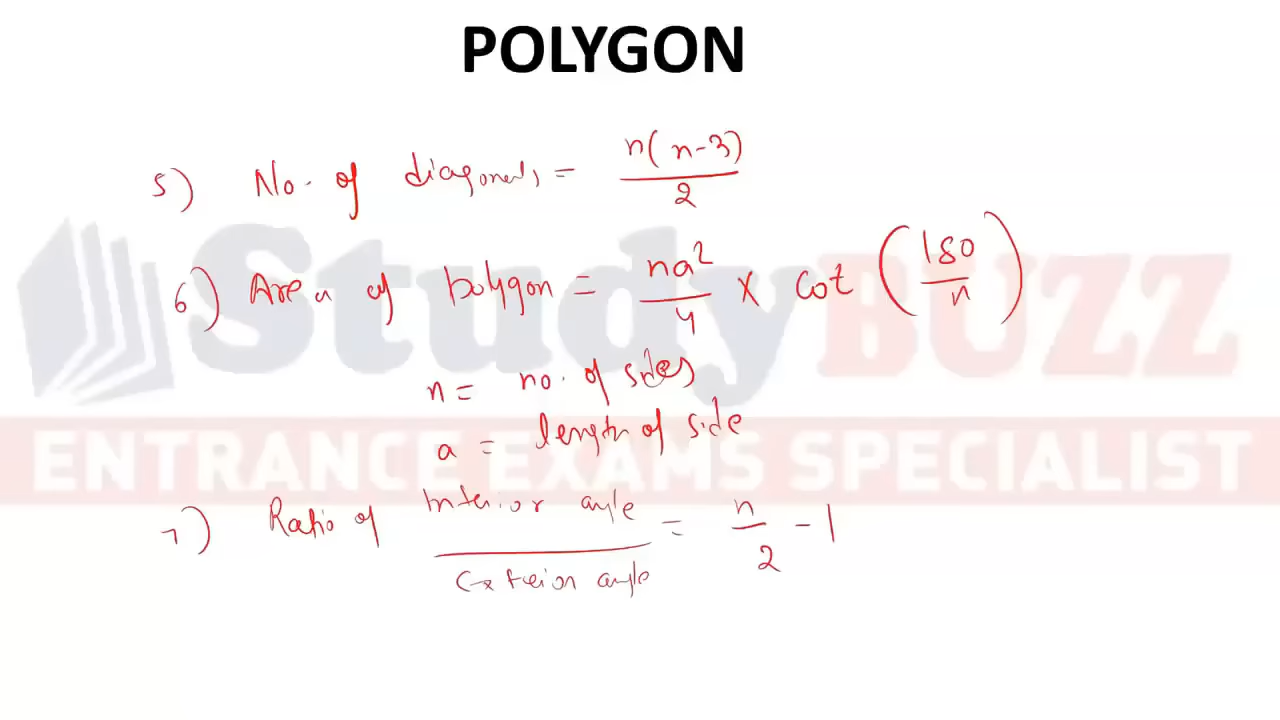 POLYGON
5) No. of diagonals = n(n-3)/2
6) Area of polygon = na²/4 × cot (180/n)
n = no. of sides
a = length of side
7) Ratio of Interior angle / Exterior angle = n/2 - 1
StudyBUZZ
ENTRANCE EXAMS SPECIALIST